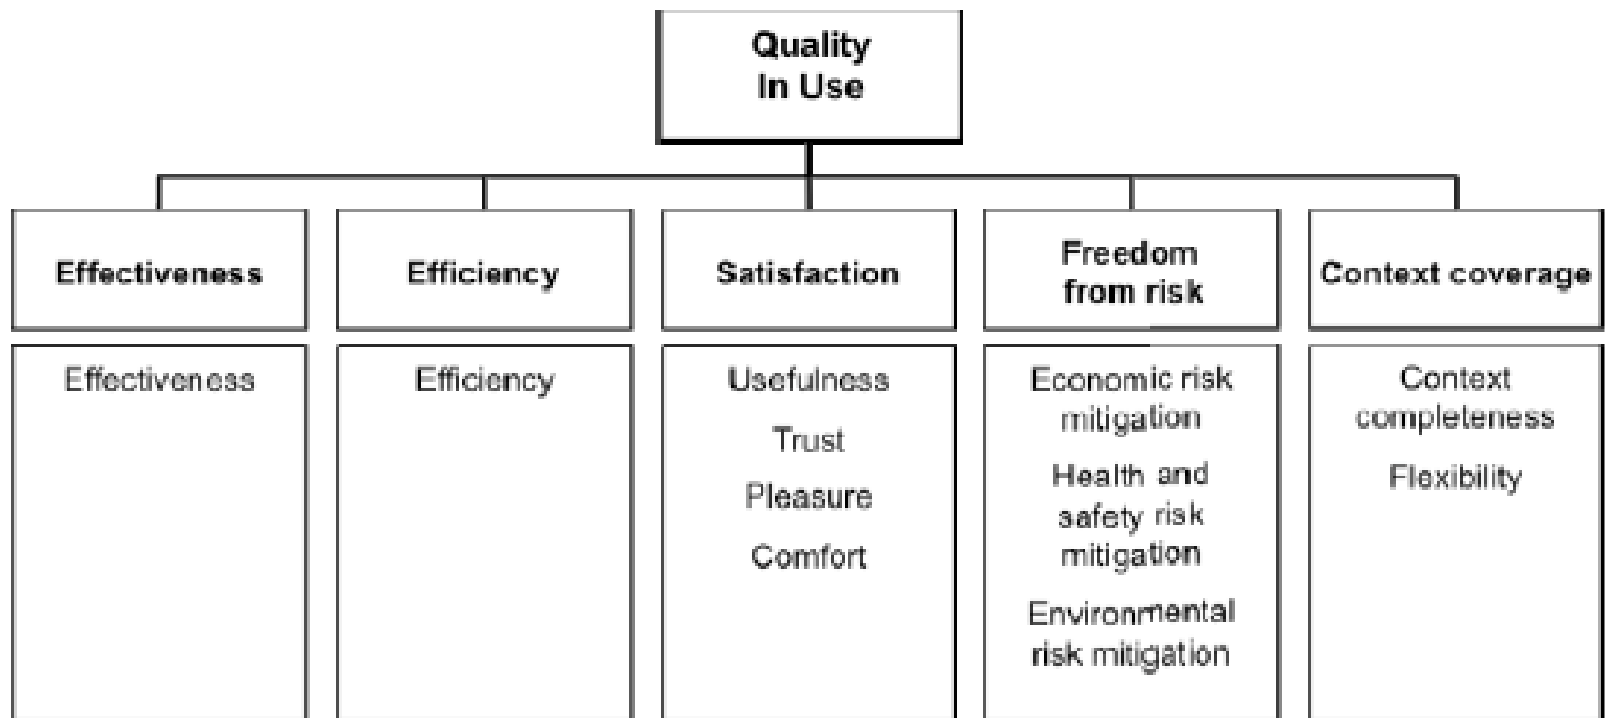 Quality
In Use
Effectiveness
Efficiency
Satisfaction
Freedom
from risk
Context coverage
Effectiveness
Efficiency
Usefulness
Trust
Pleasure
Comfort
Economic risk
mitigation
Health and
safety risk
mitigation
Environmental
risk mitigation
Context
completeness
Flexibility